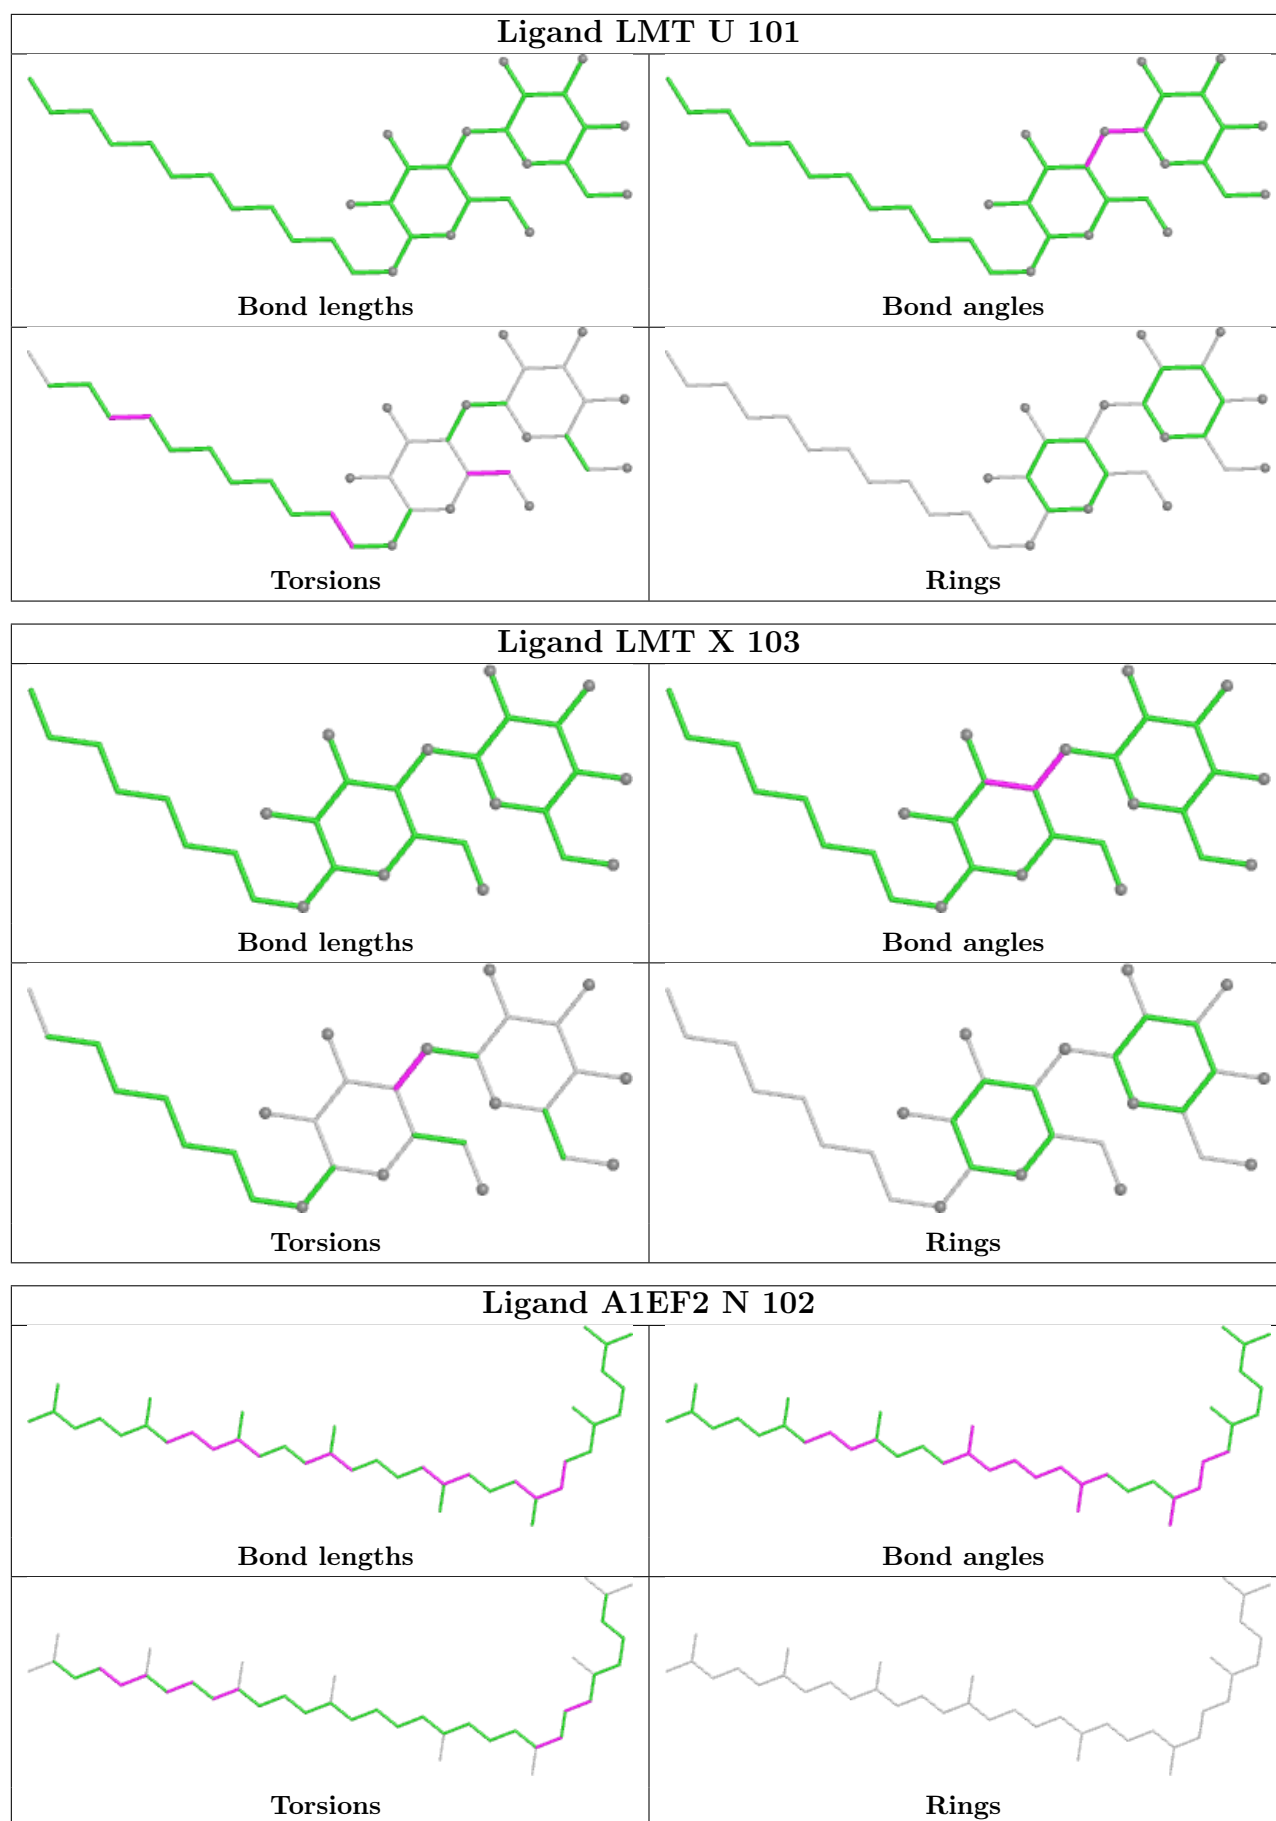 Ligand LMT U 101
Bond lengths
Bond angles
Torsions
Rings
Ligand LMT X 103
Bond lengths
Bond angles
Torsions
Rings
Ligand A1EF2 N 102
Bond lengths
Bond angles
Torsions
Rings